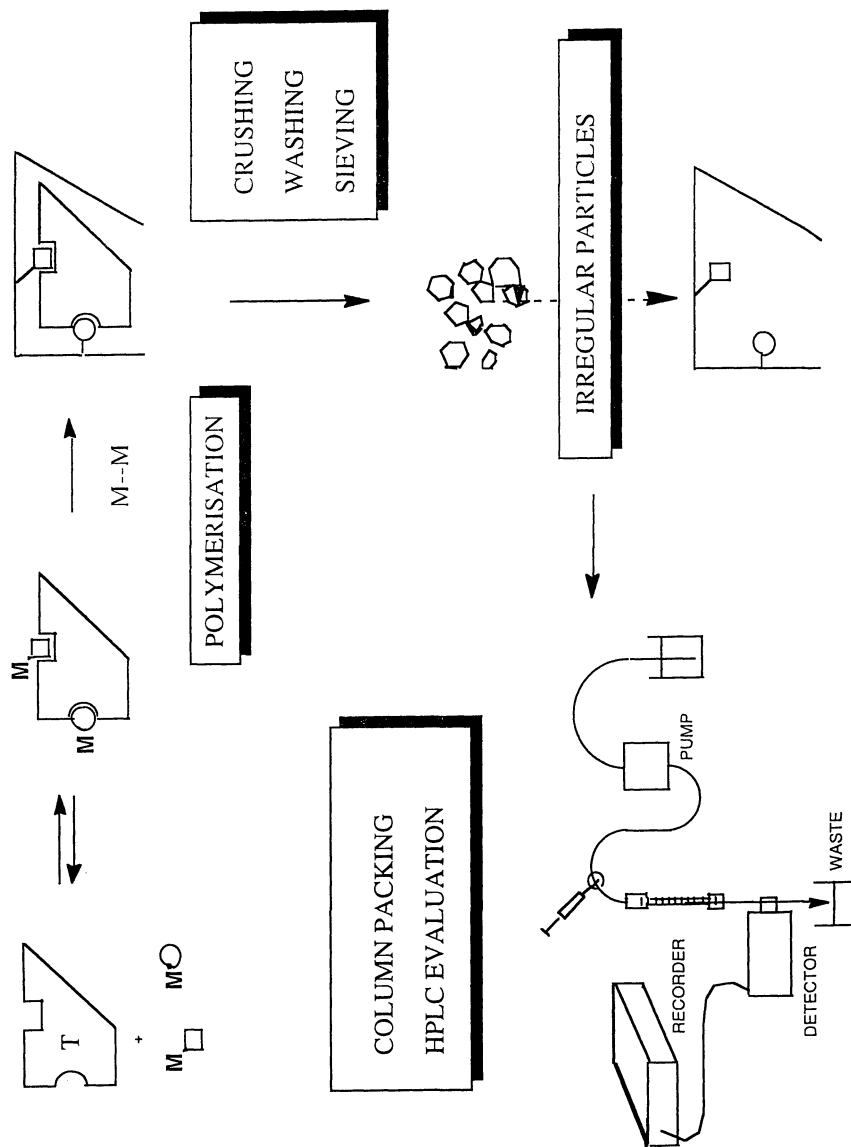 T
+
M
M
M
M
M--M
POLYMERISATION
CRUSHING
WASHING
SIEVING
IRREGULAR PARTICLES
COLUMN PACKING
HPLC EVALUATION
PUMP
RECORDER
DETECTOR
WASTE